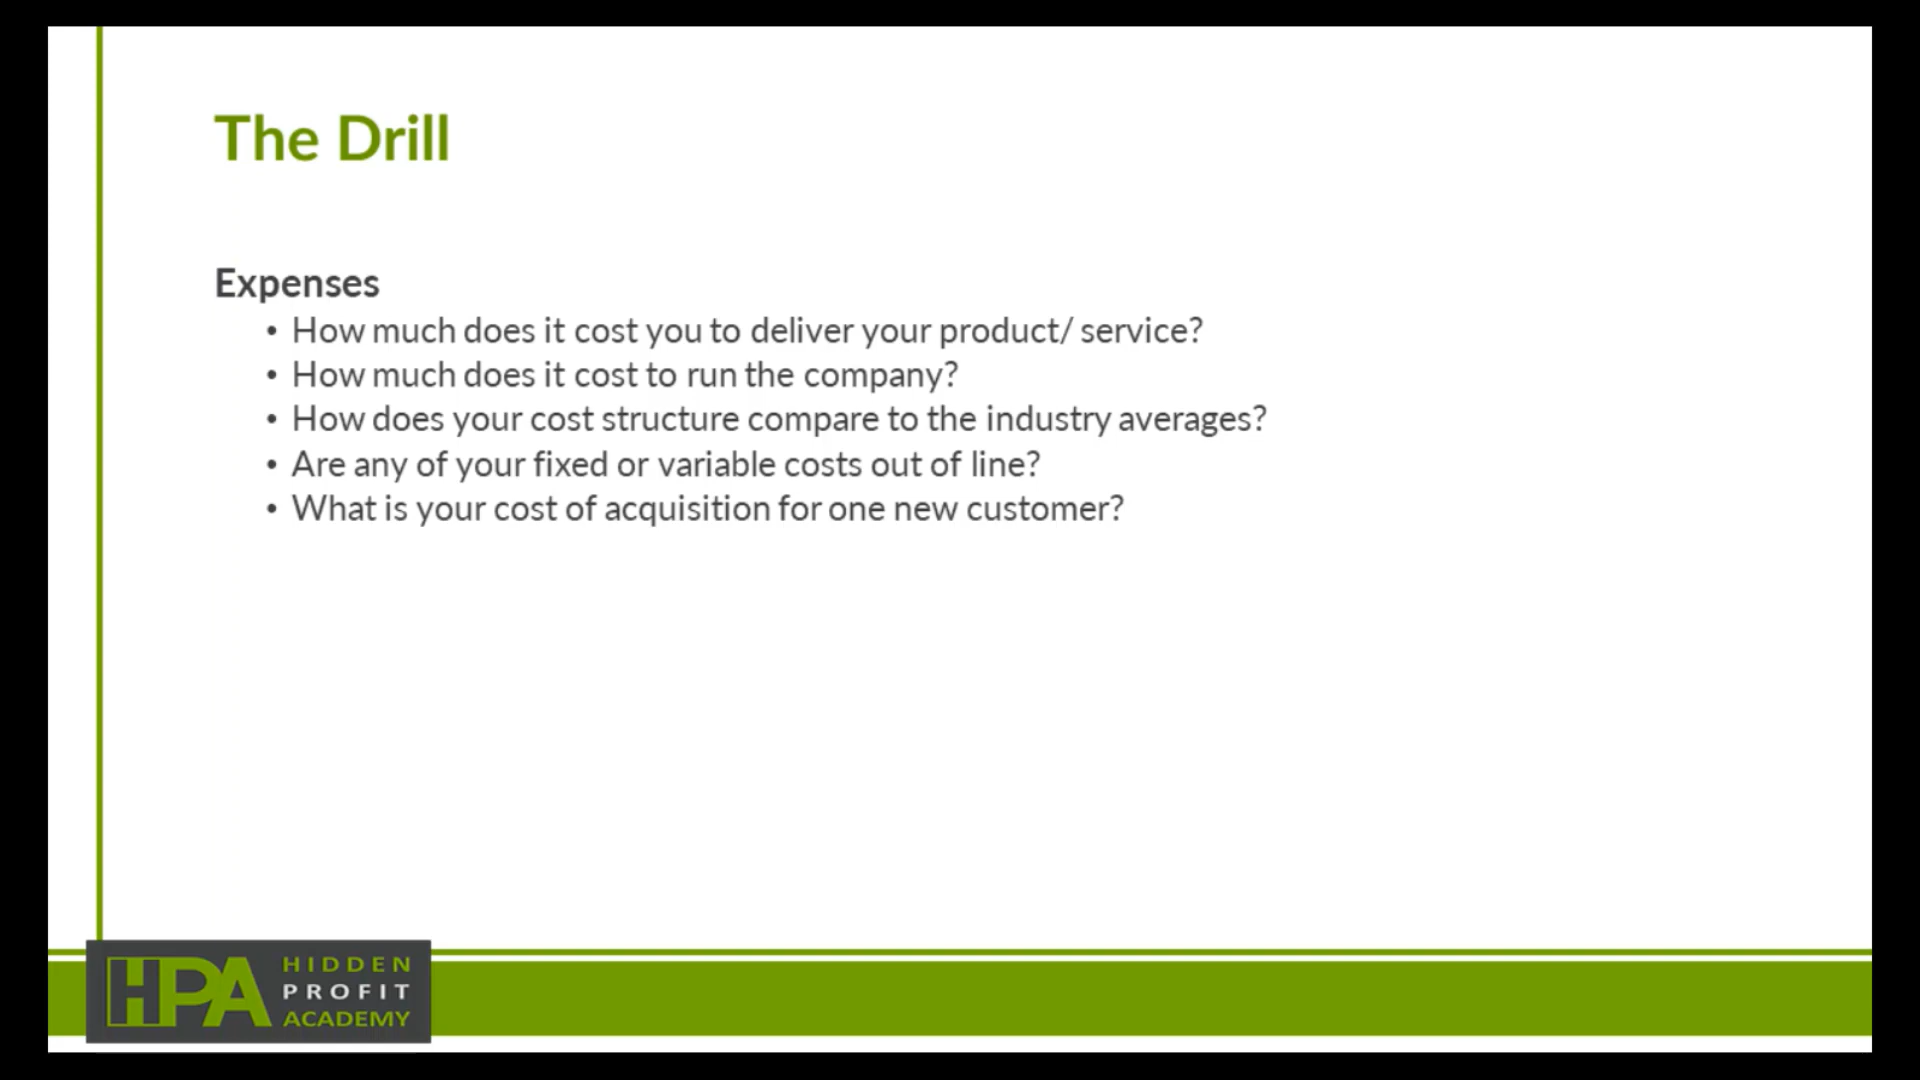 The Drill
Expenses
• How much does it cost you to deliver your product/ service?
• How much does it cost to run the company?
• How does your cost structure compare to the industry averages?
• Are any of your fixed or variable costs out of line?
• What is your cost of acquisition for one new customer?
HPA
HIDDEN
PROFIT
ACADEMY